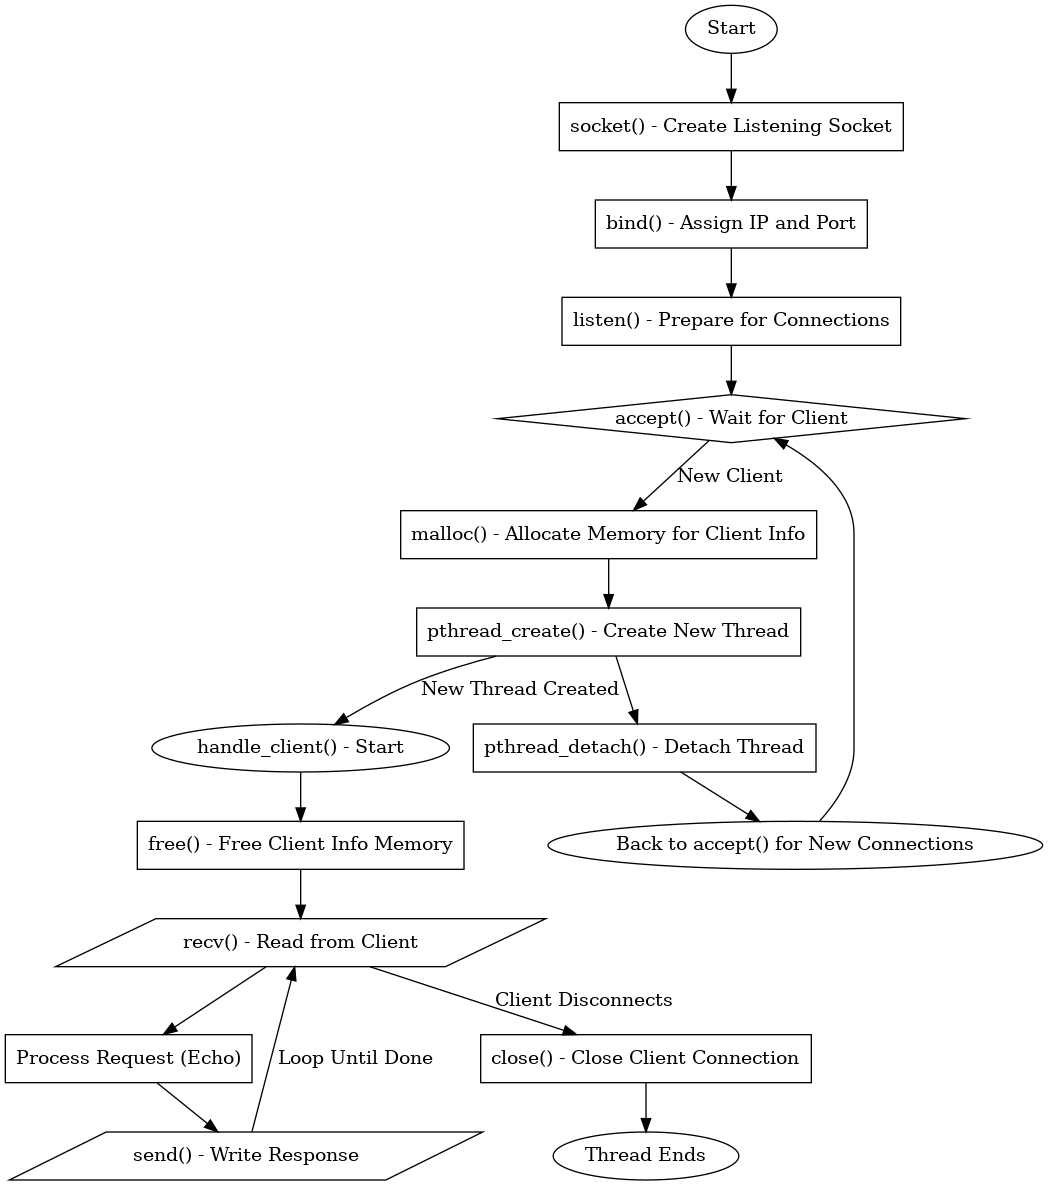 Start
socket() - Create Listening Socket
bind() - Assign IP and Port
listen() - Prepare for Connections
accept() - Wait for Client
New Client
malloc() - Allocate Memory for Client Info
pthread_create() - Create New Thread
New Thread Created
handle_client() - Start
pthread_detach() - Detach Thread
free() - Free Client Info Memory
Back to accept() for New Connections
recv() - Read from Client
Client Disconnects
Process Request (Echo)
Loop Until Done
close() - Close Client Connection
send() - Write Response
Thread Ends